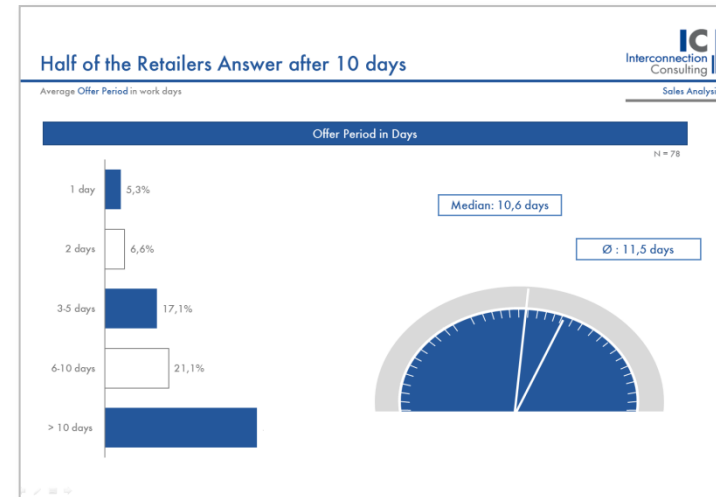 Half of the Retailers Answer after 10 days
IC
Interconnection
Consulting
Average Offer Period in work days
Sales Analysi
Offer Period in Days
N = 78
1 day
5,3%
2 days
6,6%
3-5 days
17,1%
6-10 days
21,1%
> 10 days
Median: 10,6 days
Ø : 11,5 days